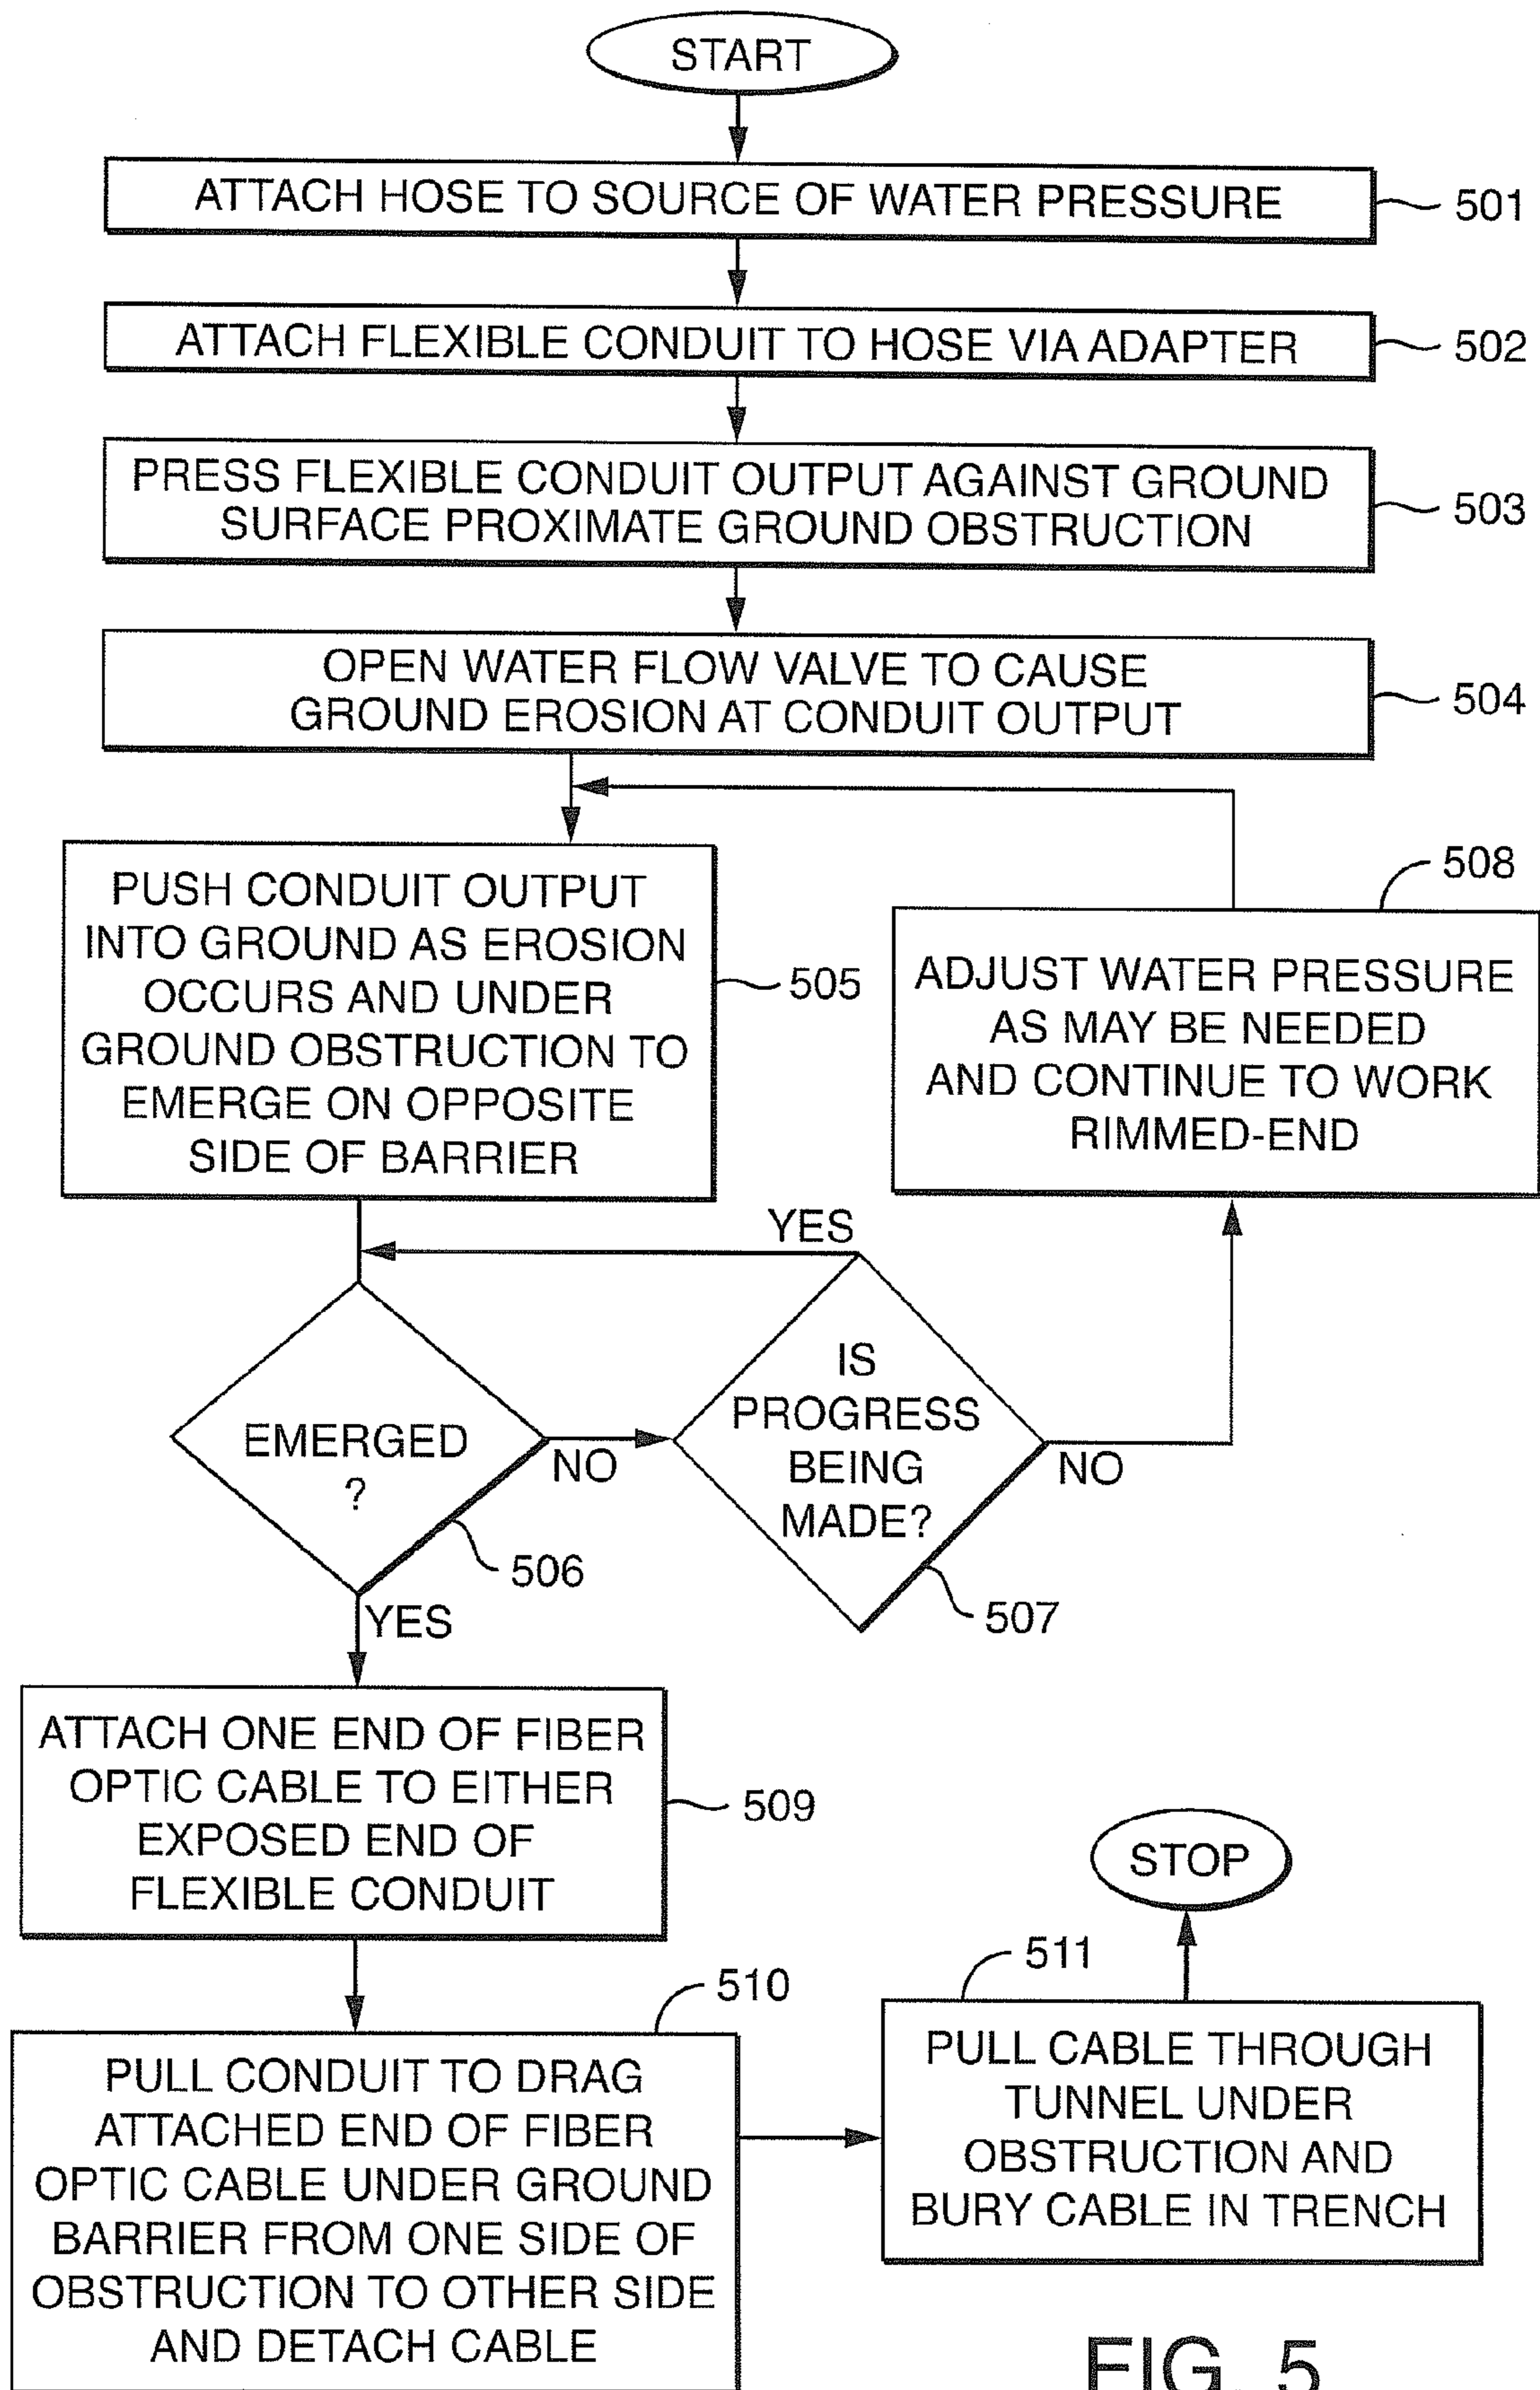 START
ATTACH HOSE TO SOURCE OF WATER PRESSURE
501
ATTACH FLEXIBLE CONDUIT TO HOSE VIA ADAPTER
502
PRESS FLEXIBLE CONDUIT OUTPUT AGAINST GROUND
SURFACE PROXIMATE GROUND OBSTRUCTION
503
OPEN WATER FLOW VALVE TO CAUSE
GROUND EROSION AT CONDUIT OUTPUT
504
PUSH CONDUIT OUTPUT
INTO GROUND AS EROSION
OCCURS AND UNDER
GROUND OBSTRUCTION TO
EMERGE ON OPPOSITE
SIDE OF BARRIER
505
508
ADJUST WATER PRESSURE
AS MAY BE NEEDED
AND CONTINUE TO WORK
RIMMED-END
YES
EMERGED
?
NO
506
IS
PROGRESS
BEING
MADE?
NO
507
YES
ATTACH ONE END OF FIBER
OPTIC CABLE TO EITHER
EXPOSED END OF
FLEXIBLE CONDUIT
509
510
PULL CONDUIT TO DRAG
ATTACHED END OF FIBER
OPTIC CABLE UNDER GROUND
BARRIER FROM ONE SIDE OF
OBSTRUCTION TO OTHER SIDE
AND DETACH CABLE
STOP
511
PULL CABLE THROUGH
TUNNEL UNDER
OBSTRUCTION AND
BURY CABLE IN TRENCH
FIG. 5